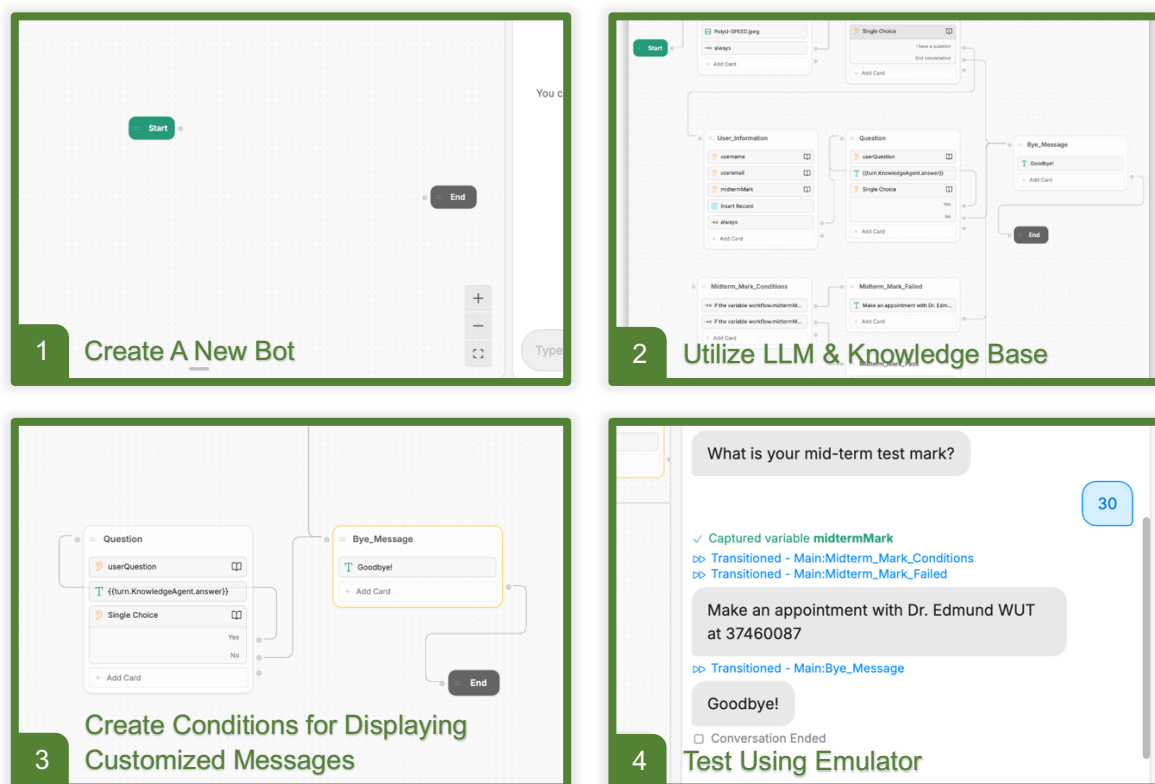 Start
You c
End
Type
1
Create A New Bot
Start
PolyU-SPEED.jpeg
always
+ Add Card
Single Choice
I have a question
End conversation
+ Add Card
User_Information
username
useremail
midtermMark
Insert Record
always
+ Add Card
Question
userQuestion
{{turn.KnowledgeAgent.answer}}
Single Choice
Yes
No
+ Add Card
Bye_Message
Goodbye!
+ Add Card
End
Midterm_Mark_Conditions
if the variable workflow.midtermM...
if the variable workflow.midtermM...
+ Add Card
Midterm_Mark_Failed
Make an appointment with Dr. Edm...
+ Add Card
Midterm_Mark_Pass
2
Utilize LLM & Knowledge Base
Question
userQuestion
{{turn.KnowledgeAgent.answer}}
Single Choice
Yes
No
+ Add Card
Bye_Message
Goodbye!
+ Add Card
End
3
Create Conditions for Displaying
Customized Messages
What is your mid-term test mark?
30
Captured variable midtermMark
Transitioned - Main:Midterm_Mark_Conditions
Transitioned - Main:Midterm_Mark_Failed
Make an appointment with Dr. Edmund WUT
at 37460087
Transitioned - Main:Bye_Message
Goodbye!
Conversation Ended
4
Test Using Emulator